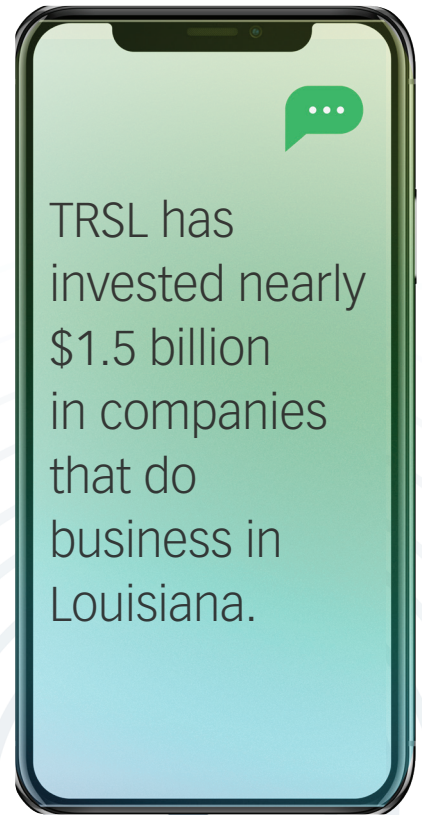 TRSL has
invested nearly
$1.5 billion
in companies
that do
business in
Louisiana.